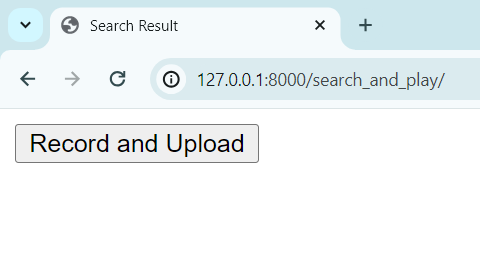 Search Result
127.0.0.1:8000/search_and_play/
Record and Upload